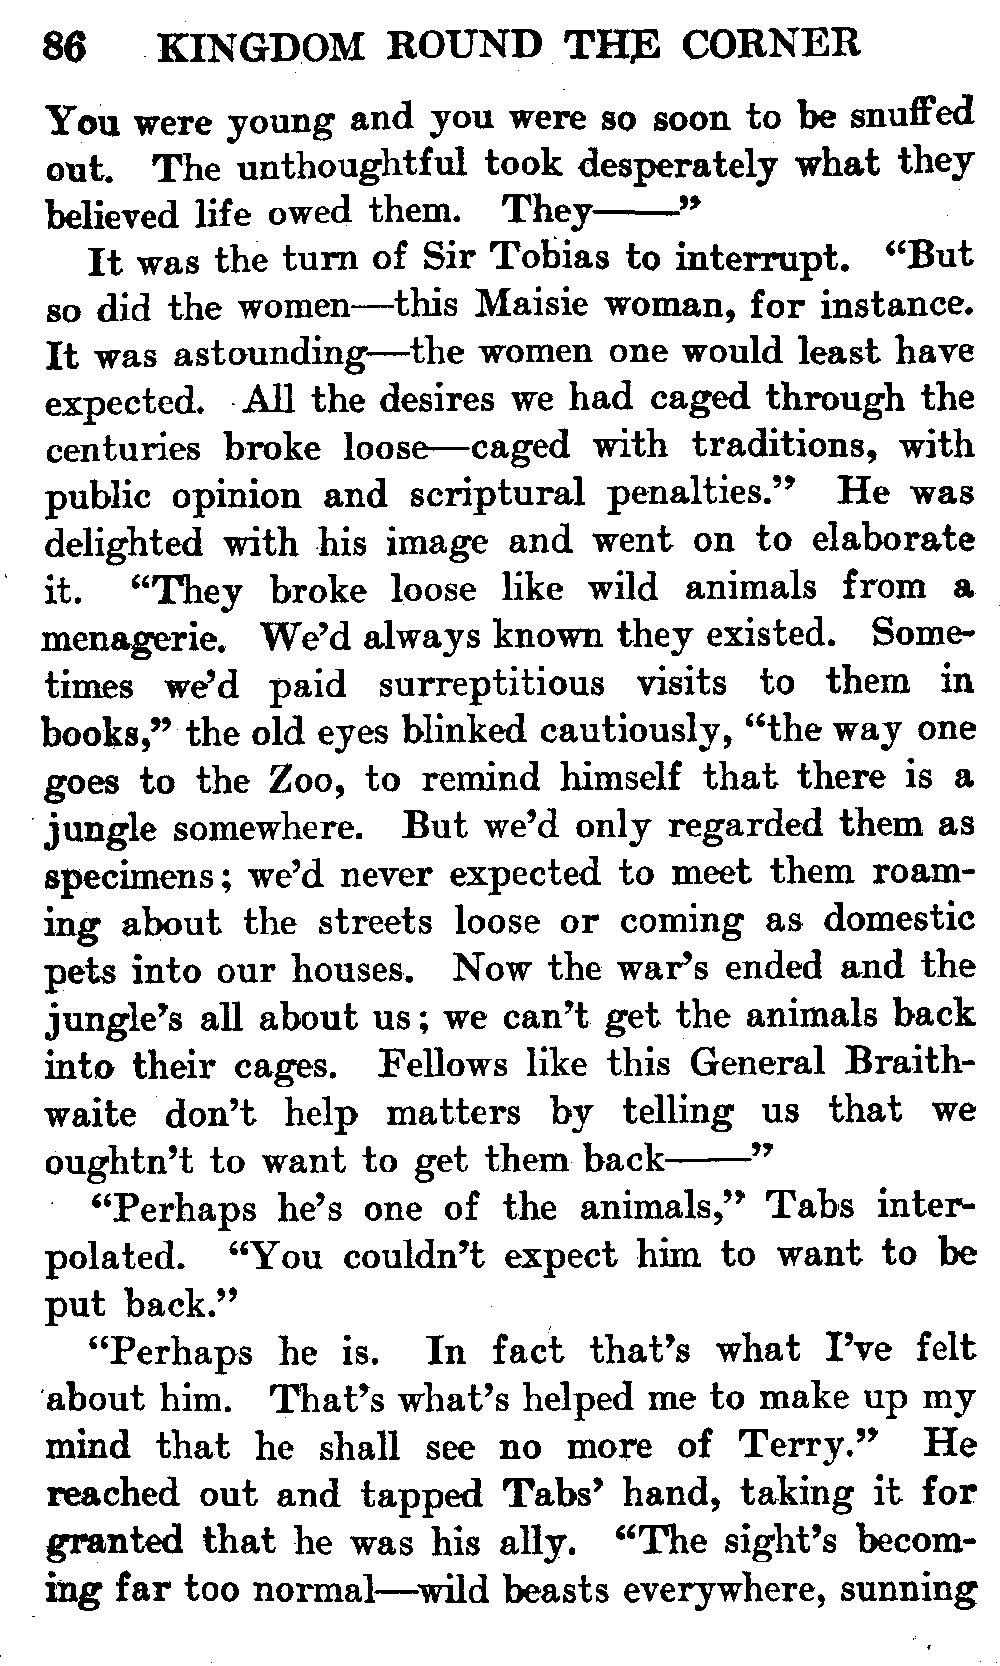 86 KINGDOM ROUND THE CORNER
You were young and you were so soon to be snuffed
out. The unthoughtful took desperately what they
believed life owed them. They——"
It was the turn of Sir Tobias to interrupt. "But
so did the women—this Maisie woman, for instance.
It was astounding—the women one would least have
expected. All the desires we had caged through the
centuries broke loose—caged with traditions, with
public opinion and scriptural penalties." He was
delighted with his image and went on to elaborate
it. "They broke loose like wild animals from a
menagerie. We'd always known they existed. Some-
times we'd paid surreptitious visits to them in
books," the old eyes blinked cautiously, "the way one
goes to the Zoo, to remind himself that there is a
jungle somewhere. But we'd only regarded them as
specimens; we'd never expected to meet them roam-
ing about the streets loose or coming as domestic
pets into our houses. Now the war's ended and the
jungle's all about us; we can't get the animals back
into their cages. Fellows like this General Braith-
waite don't help matters by telling us that we
oughtn't to want to get them back——"
"Perhaps he's one of the animals," Tabs inter-
polated. "You couldn't expect him to want to be
put back."
"Perhaps he is. In fact that's what I've felt
about him. That's what's helped me to make up my
mind that he shall see no more of Terry." He
reached out and tapped Tabs' hand, taking it for
granted that he was his ally. "The sight's becom-
ing far too normal—wild beasts everywhere, sunning